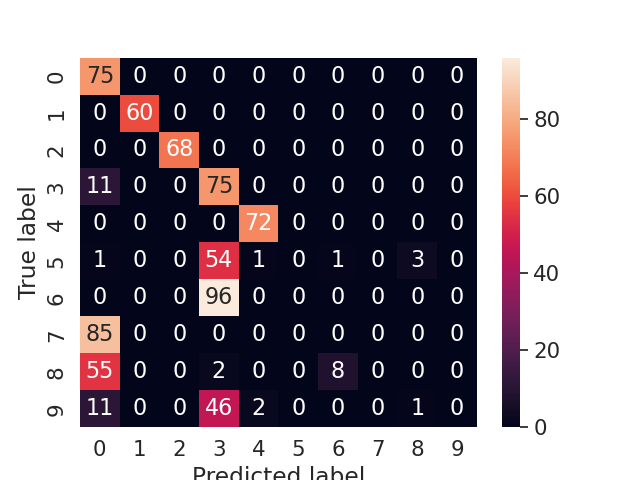 0 75 0 0 0 0 0 0 0 0 0
1 0 60 0 0 0 0 0 0 0 0
2 0 0 68 0 0 0 0 0 0 0
3 11 0 0 75 0 0 0 0 0 0
4 0 0 0 0 72 0 0 0 0 0
5 1 0 0 54 1 0 1 0 3 0
6 0 0 0 96 0 0 0 0 0 0
7 85 0 0 0 0 0 0 0 0 0
8 55 0 0 2 0 0 8 0 0 0
9 11 0 0 46 2 0 0 0 1 0
0 1 2 3 4 5 6 7 8 9
True label
Predicted label
80
60
40
20
0